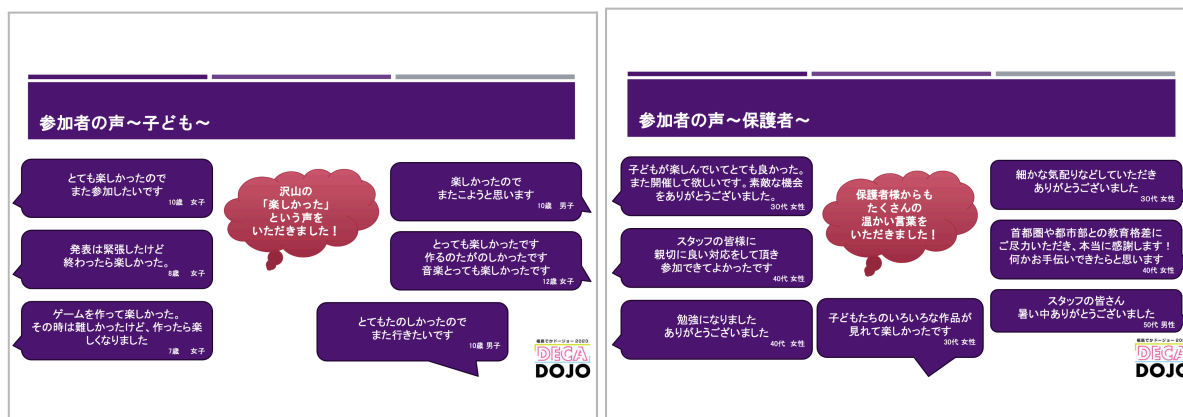 参加者の声～子ども～
とても楽しかったので
また参加したいです
10歳 女子
発表は緊張したけど
終わったら楽しかった。
8歳 女子
ゲームを作って楽しかった。
その時は難しかったけど、作ったら楽
しくなりました
7歳 女子
沢山の
「楽しかった」
という声を
いただきました！
楽しかったので
またこようと思います
10歳 男子
とっても楽しかったです
作るのたがのしかったです
音楽とっても楽しかったです
12歳 女子
とてもたのしかったので
また行きたいです
10歳 男子
福島でかドージョー2023
DECA
DOJO
参加者の声～保護者～
子どもが楽しんでいてとても良かった。
また開催して欲しいです。素敵な機会
をありがとうございました。
30代 女性
スタッフの皆様に
親切に良い対応をして頂き
参加できてよかったです
40代 女性
勉強になりました
ありがとうございました
40代 女性
保護者様からも
たくさんの
温かい言葉を
いただきました！
子どもたちのいろいろな作品が
見れて楽しかったです
30代 女性
細かな気配りなどしていただき
ありがとうございました
30代 女性
首都圏や都市部との教育格差に
ご尽力いただき、本当に感謝します！
何かお手伝いできたらと思います
40代 女性
スタッフの皆さん
暑い中ありがとうございました
50代 男性
福島でかドージョー20
DECA
DOJO